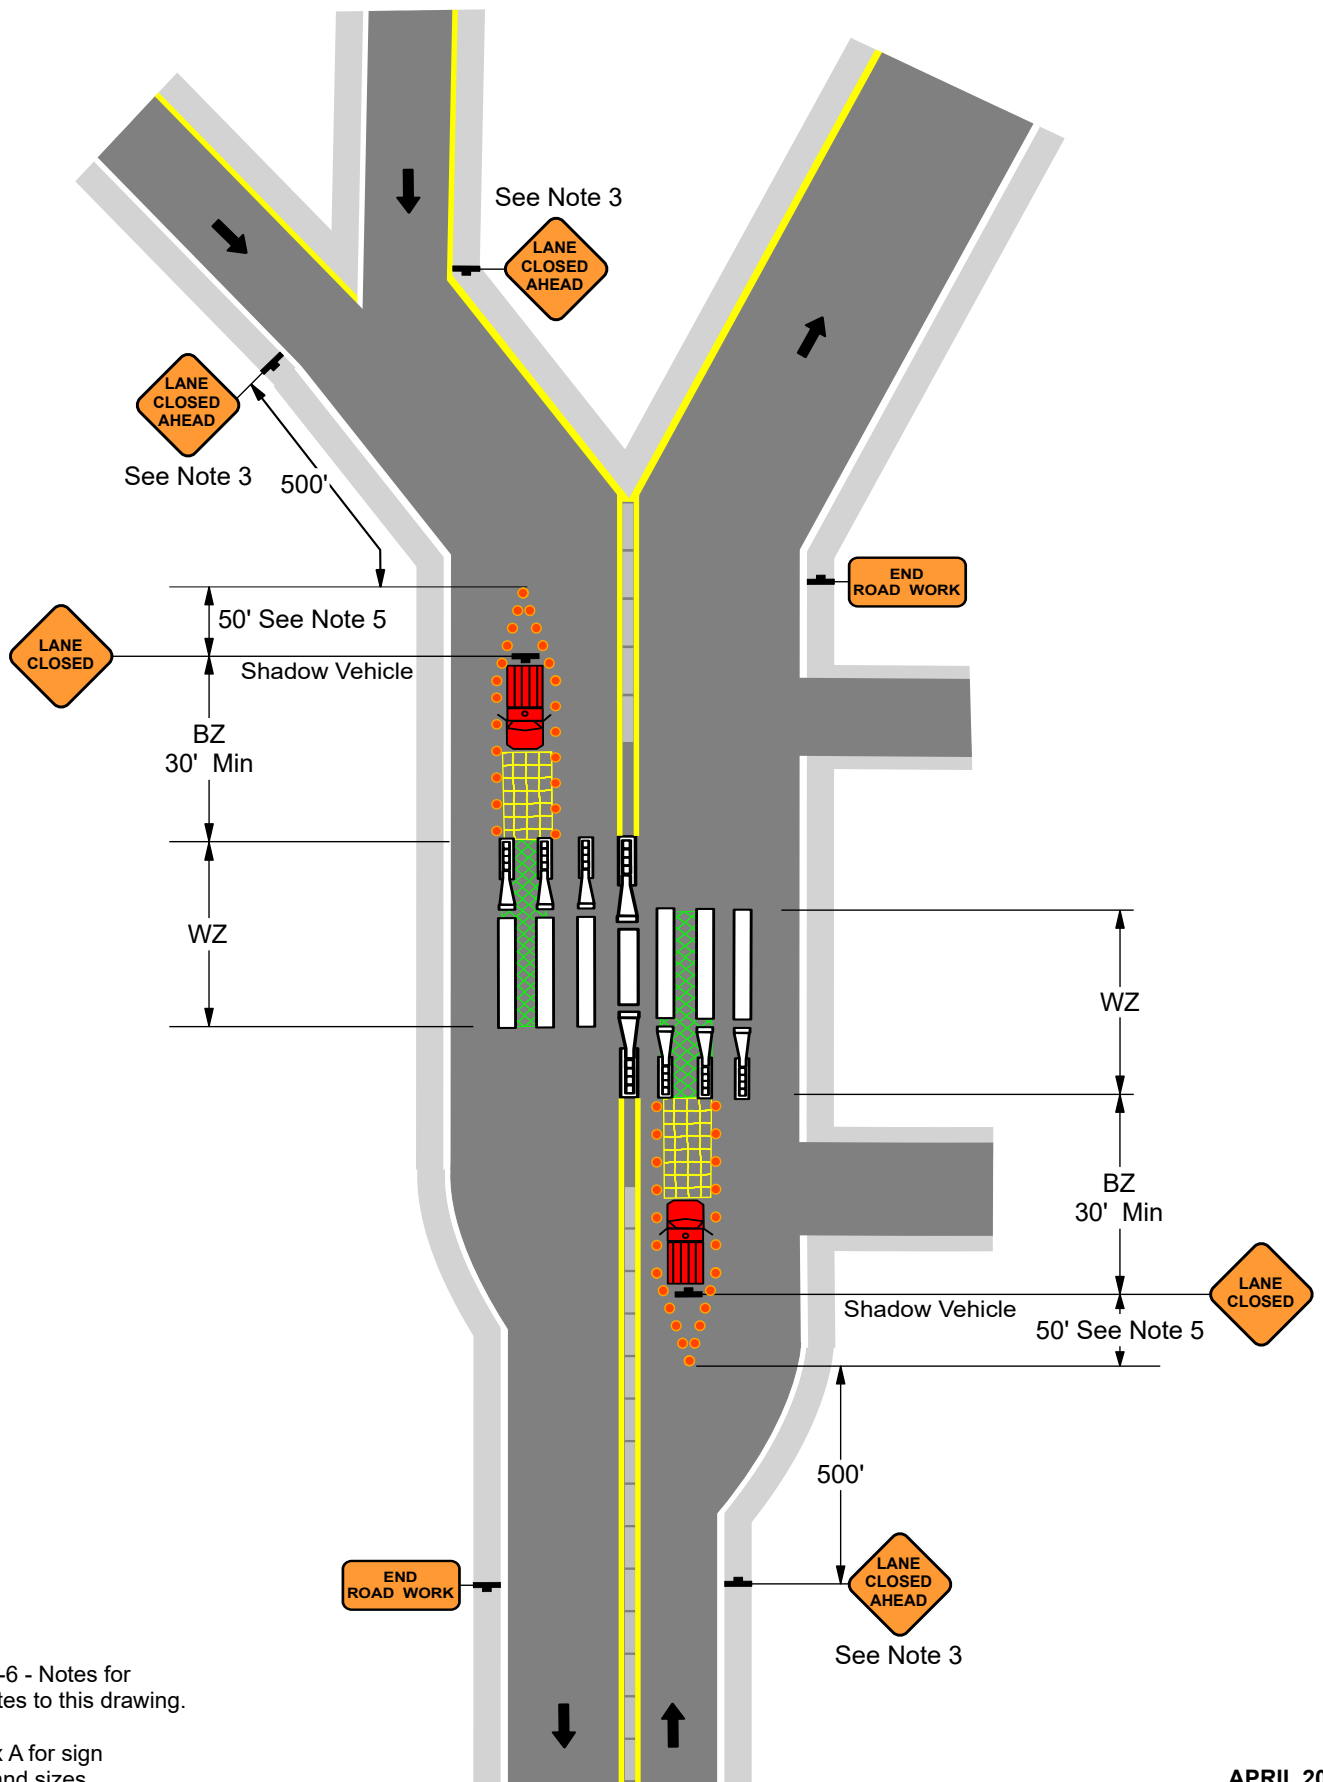 See Note 3
LANE
CLOSED
AHEAD
LANE
CLOSED
AHEAD
See Note 3
500'
END
ROAD WORK
50' See Note 5
LANE
CLOSED
Shadow Vehicle
BZ
30' Min
WZ
WZ
BZ
30' Min
LANE
CLOSED
Shadow Vehicle
50' See Note 5
500'
END
ROAD WORK
LANE
CLOSED
AHEAD
See Note 3
-6 - Notes for
to this drawing.
A for sign
and sizes
APRIL 20